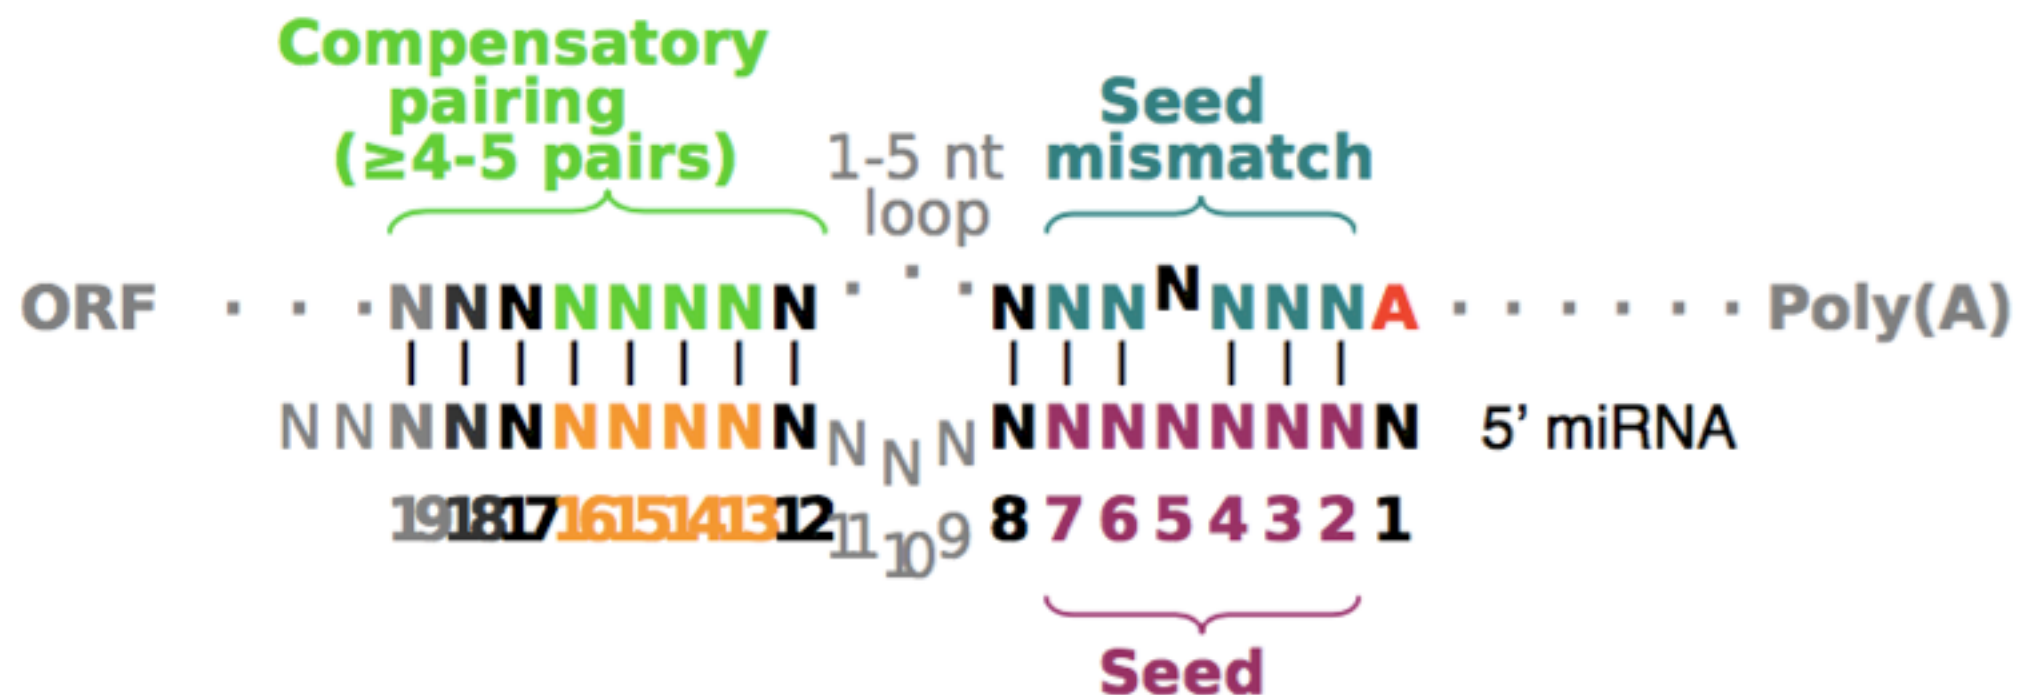 Compensatory
pairing
(≥4-5 pairs)
1-5 nt
loop
Seed
mismatch
ORF · · · NNNNNNNN · · · NNNNNNNA · · · · · · Poly(A)
NNNNNNNNNNNNNNNNNNNNN 5’ miRNA
19 18 17 16 15 14 13 12 11 10 9 8 7 6 5 4 3 2 1
Seed